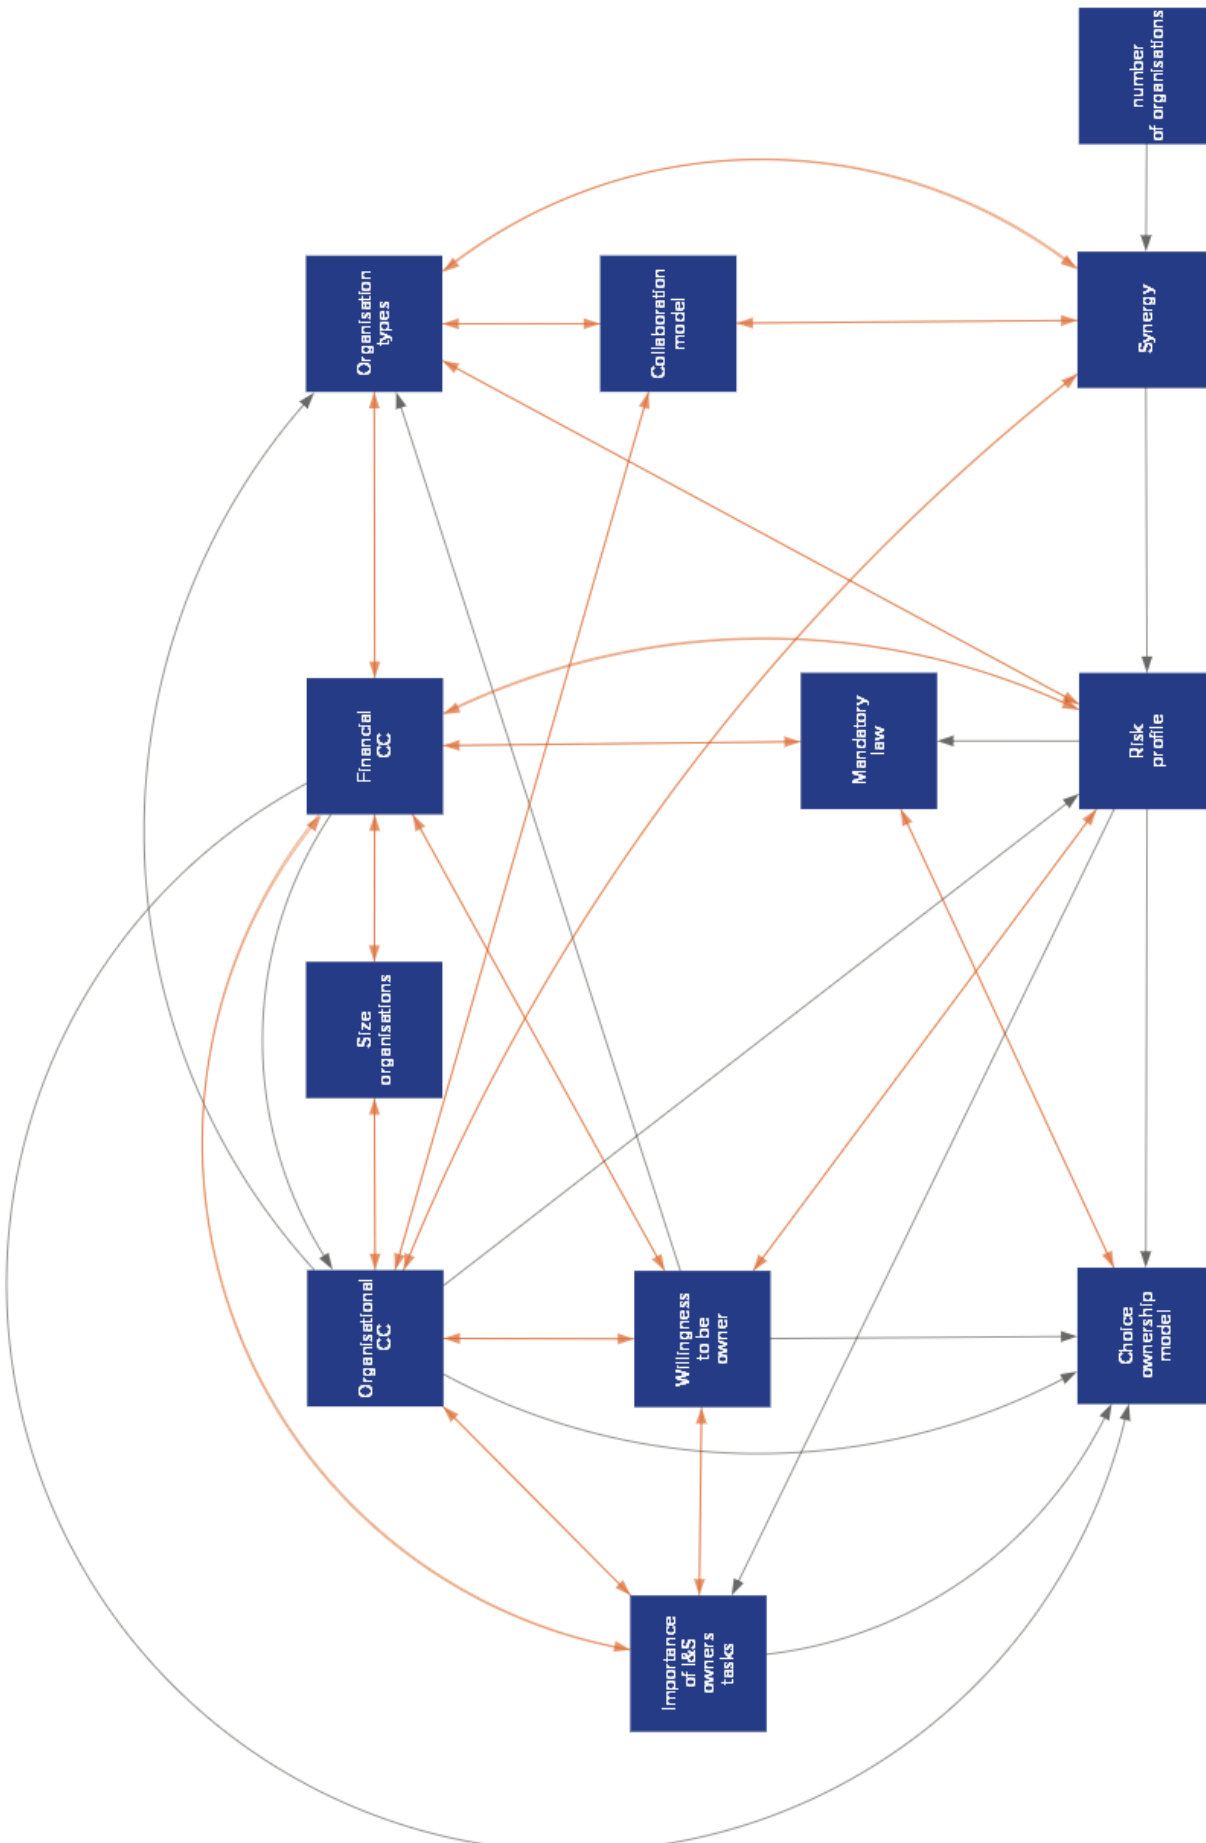 Importance
of I&S
owners
tasks
Organisational
CC
Size
organisations
Financial
CC
Organisation
types
Willingness
to be
owner
Collaboration
model
Mandatory
law
Choice
ownership
model
Risk
profile
Synergy
number
of organisations